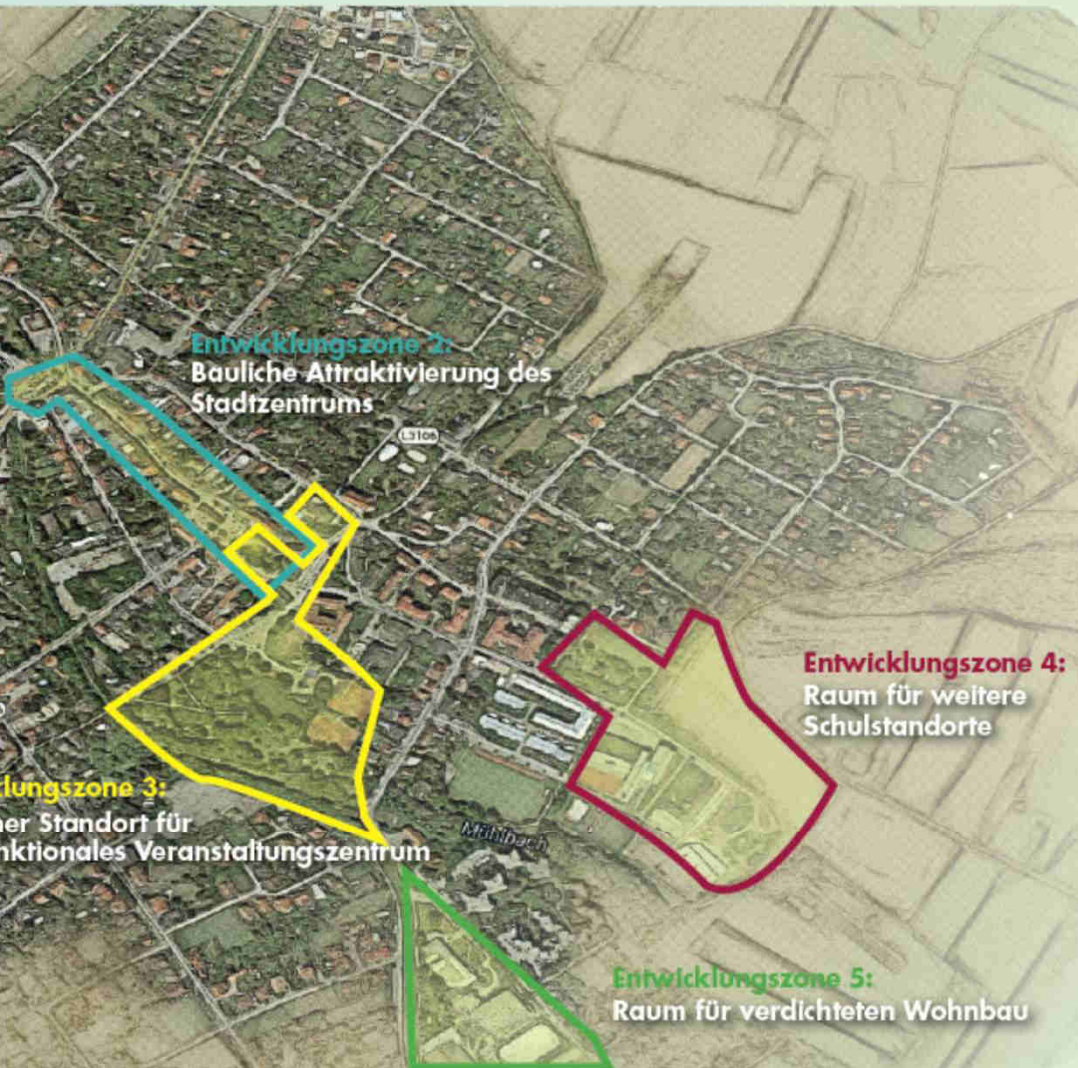 Entwicklungszone 2:
Bauliche Attraktivierung des
Stadtzentrums
L3106
Entwicklungszone 4:
Raum für weitere
Schulstandorte
klungszone 3:
her Standort für
nktionales Veranstaltungszentrum
Mühlbach
Entwicklungszone 5:
Raum für verdichteten Wohnbau